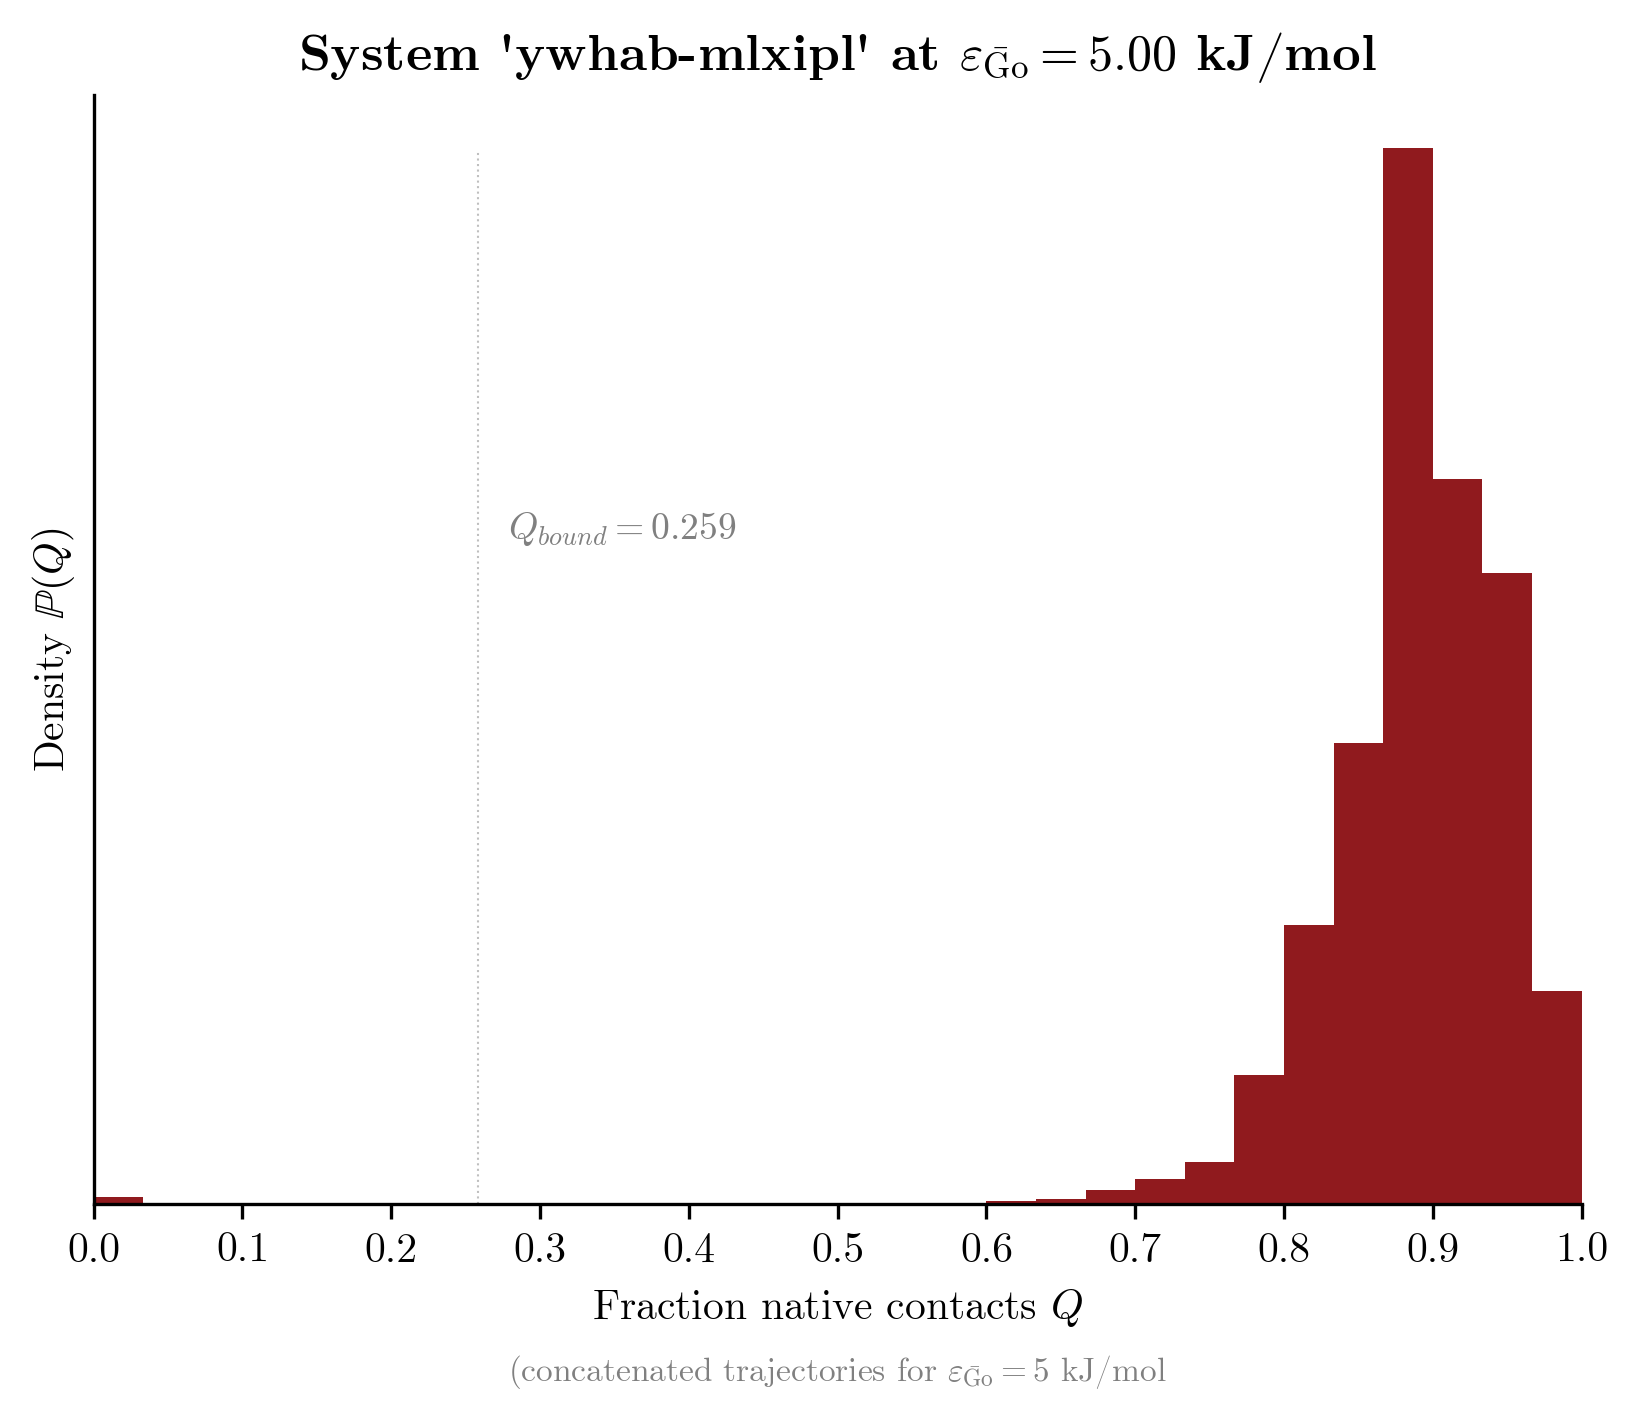 System 'ywhab-mlxipl' at ε_Ḡo = 5.00 kJ/mol
Density ℙ(Q)
Q_bound = 0.259
0.0 0.1 0.2 0.3 0.4 0.5 0.6 0.7 0.8 0.9 1.0
Fraction native contacts Q
(concatenated trajectories for ε_Ḡo = 5 kJ/mol